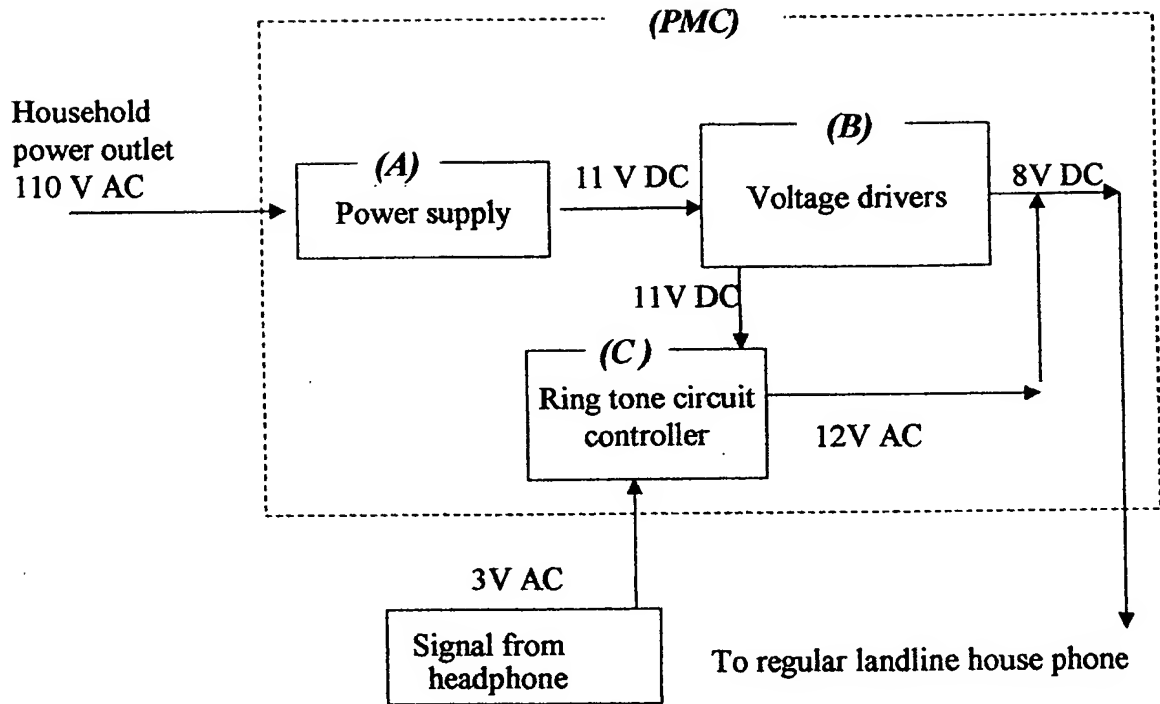 (PMC)
Household
power outlet
110 V AC
(A)
Power supply
11 V DC
(B)
Voltage drivers
8V DC
11V DC
(C )
Ring tone circuit
controller
12V AC
3V AC
Signal from
headphone
To regular landline house phone